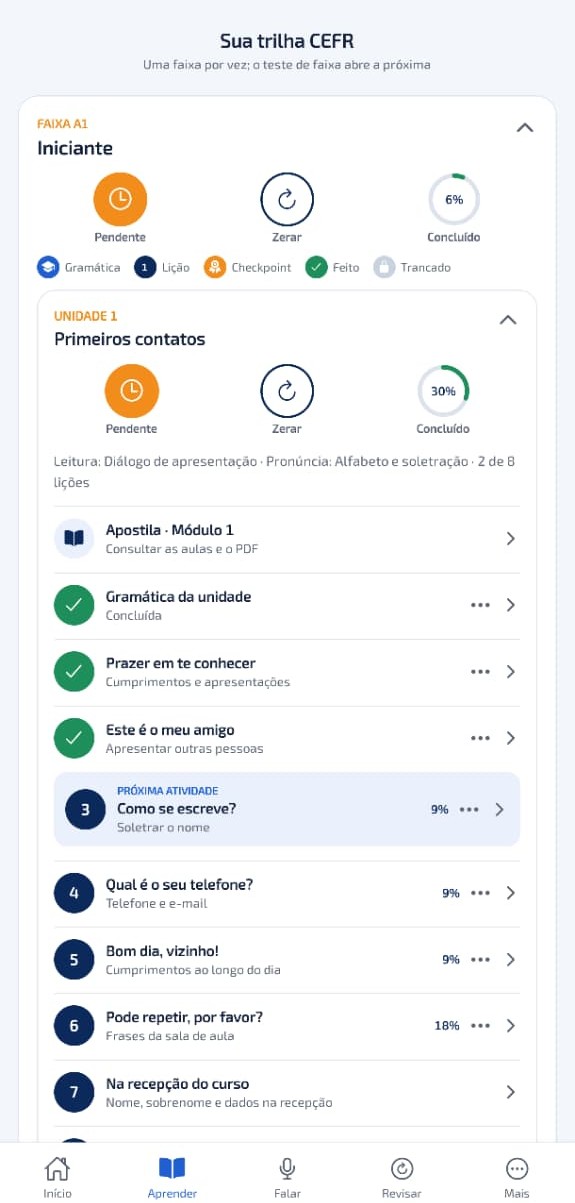 Sua trilha CEFR
Uma faixa por vez; o teste de faixa abre a próxima
FAIXA A1
Iniciante
6%
Pendente
Zerar
Concluído
Gramática
1
Lição
Checkpoint
Feito
Trancado
UNIDADE 1
Primeiros contatos
30%
Pendente
Zerar
Concluído
Leitura: Diálogo de apresentação · Pronúncia: Alfabeto e soletração · 2 de 8
lições
Apostila · Módulo 1
Consultar as aulas e o PDF
Gramática da unidade
Concluída
Prazer em te conhecer
Cumprimentos e apresentações
Este é o meu amigo
Apresentar outras pessoas
PRÓXIMA ATIVIDADE
3
Como se escreve?
9%
Soletrar o nome
4
Qual é o seu telefone?
9%
Telefone e e-mail
5
Bom dia, vizinho!
9%
Cumprimentos ao longo do dia
6
Pode repetir, por favor?
18%
Frases da sala de aula
7
Na recepção do curso
Nome, sobrenome e dados na recepção
Início
Aprender
Falar
Revisar
Mais